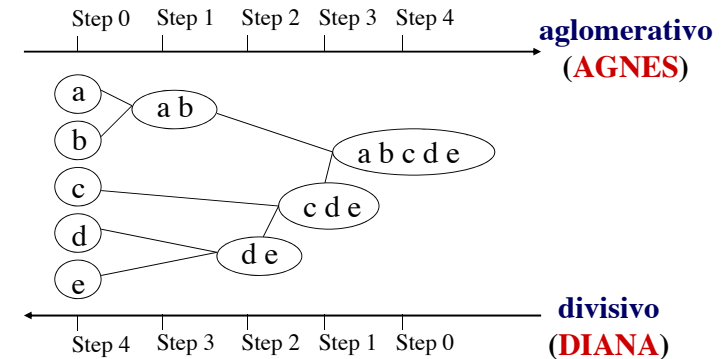 Step 0 Step 1 Step 2 Step 3 Step 4
aglomerativo
(AGNES)
a
a b
b
a b c d e
c
c d e
d
d e
e
divisivo
Step 4 Step 3 Step 2 Step 1 Step 0
(DIANA)